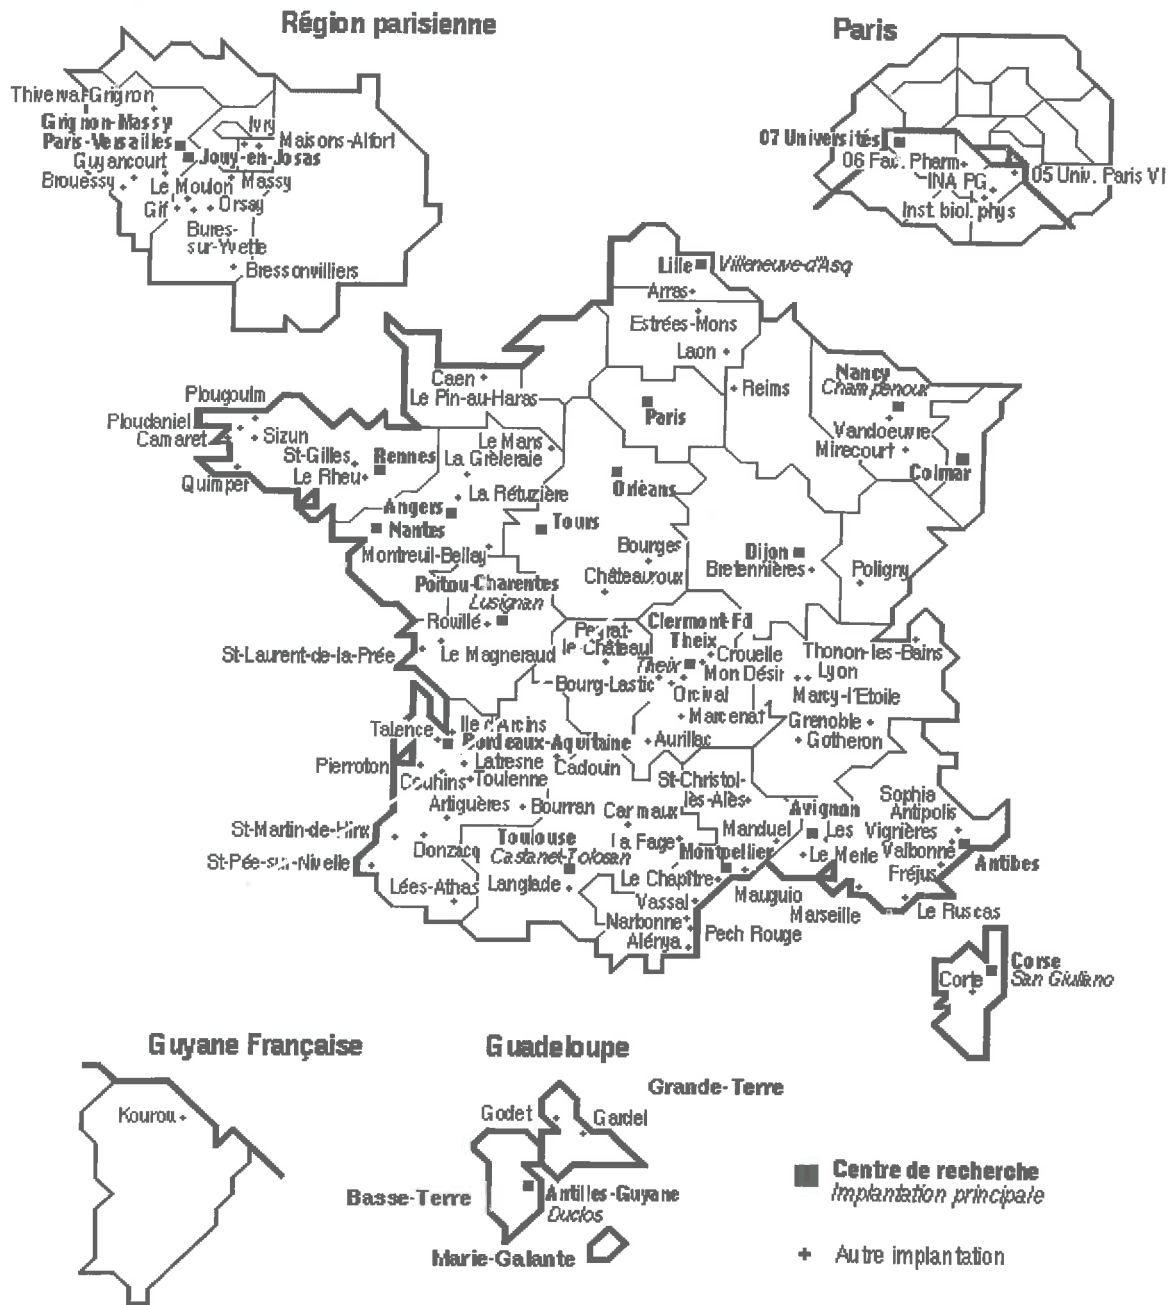 Région parisienne
Paris
Thiverval-Grignon
Grignon-Massy
Ivry
Paris-Versailles
Maisons-Alfort
Guyancourt
Jouy-en-Josas
Brouëssy
Le Moulon
Massy
Gif
Orsay
Bures-
sur-Yvette
Bressonvilliers
07 Universités
06 Fac. Pharm
INA PG
05 Univ. Paris VI
Inst. biol. phys
Lille
Villeneuve-d'Asq
Arras
Estrées-Mons
Laon
Caen
Le Pin-au-Haras
Reims
Nancy
Champenoux
Paris
Vandoeuvre
Mirecourt
Colmar
Plougoulm
Ploudaniel
Camaret
Sizun
St-Gilles
Rennes
Le Rheu
Quimper
Le Mans
La Grèleraie
La Rétuzière
Orléans
Angers
Nantes
Tours
Montreuil-Bellay
Bourges
Châteauroux
Dijon
Bretennières
Poligny
Poitou-Charentes
Lusignan
Rouillé
Clermont-Fd
Theix
Peyrat-
le-Château
St-Laurent-de-la-Prée
Le Magneraud
Theix
Crouelle
Mon Désir
Thonon-les-Bains
Lyon
Bourg-Lastic
Orcival
Marcy-l'Etoile
Marcenat
Grenoble
Gotheron
Talence
Ile d'Arcins
Bordeaux-Aquitaine
Aurillac
Pierroton
Latresne
Cadouin
Couhins
Toulenne
St-Christol-
lès-Alès
Artiguères
Bourran
Carmaux
Avignon
Sophia
Antipolis
St-Martin-de-Hinx
Toulouse
Castanet-Tolosan
La Fage
Manduel
Les
Vignières
Valbonne
Antibes
St-Pée-sur-Nivelle
Donzacq
Montpellier
Le Merle
Fréjus
Lées-Athas
Langlade
Le Chapître
Vassal
Mauguio
Marseille
Le Ruscas
Narbonne
Alénya
Pech Rouge
Corse
San Giuliano
Corte
Guyane Française
Guadeloupe
Kourou
Grande-Terre
Godet
Gardel
Basse-Terre
Antilles-Guyane
Duclos
Marie-Galante
Centre de recherche
Implantation principale
Autre implantation